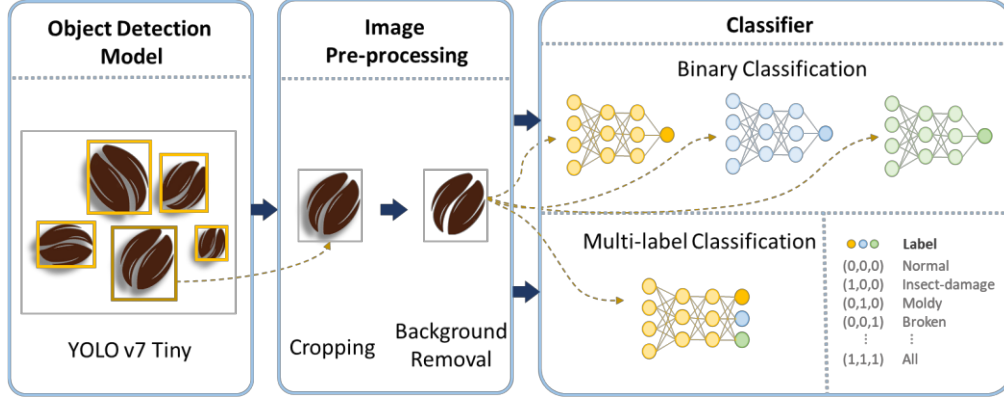 Object Detection
Model
YOLO v7 Tiny
Image
Pre-processing
Cropping
Background
Removal
Classifier
Binary Classification
Multi-label Classification
Label
(0,0,0) Normal
(1,0,0) Insect-damage
(0,1,0) Moldy
(0,0,1) Broken
⋮ ⋮
(1,1,1) All